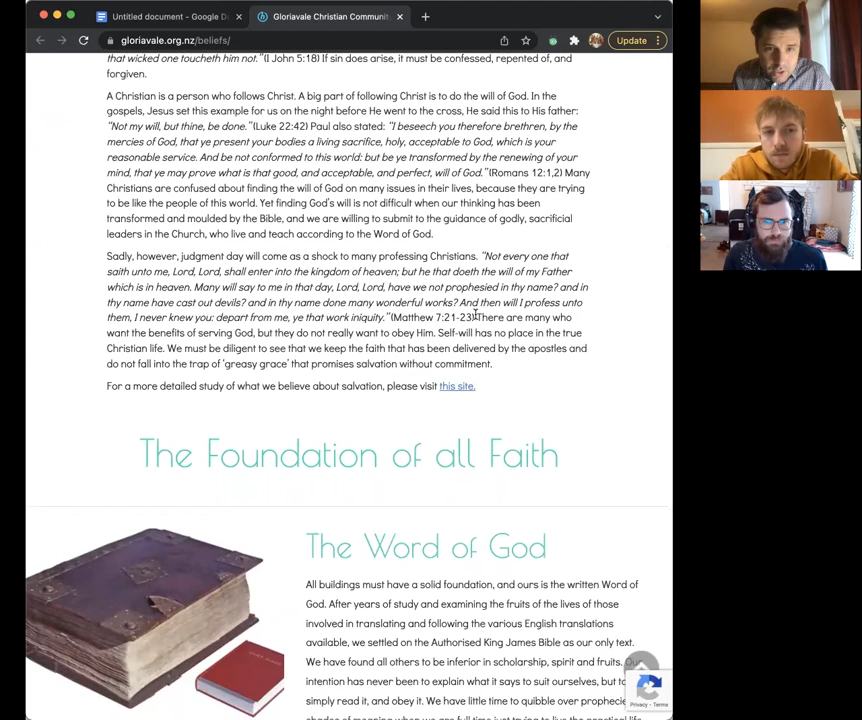 Untitled document - Google D
Gloriavale Christian Communit
gloriavale.org.nz/beliefs/
Update
that wicked one toucheth him not.”(I John 5:18) If sin does arise, it must be confessed, repented of, and
forgiven.
A Christian is a person who follows Christ. A big part of following Christ is to do the will of God. In the
gospels, Jesus set this example for us on the night before He went to the cross, He said this to His father:
“Not my will, but thine, be done.”(Luke 22:42) Paul also stated: “I beseech you therefore brethren, by the
mercies of God, that ye present your bodies a living sacrifice, holy, acceptable to God, which is your
reasonable service. And be not conformed to this world: but be ye transformed by the renewing of your
mind, that ye may prove what is that good, and acceptable, and perfect, will of God.”(Romans 12:1,2) Many
Christians are confused about finding the will of God on many issues in their lives, because they are trying
to be like the people of this world. Yet finding God’s will is not difficult when our thinking has been
transformed and moulded by the Bible, and we are willing to submit to the guidance of godly, sacrificial
leaders in the Church, who live and teach according to the Word of God.
Sadly, however, judgment day will come as a shock to many professing Christians. “Not every one that
saith unto me, Lord, Lord, shall enter into the kingdom of heaven; but he that doeth the will of my Father
which is in heaven. Many will say to me in that day, Lord, Lord, have we not prophesied in thy name? and in
thy name have cast out devils? and in thy name done many wonderful works? And then will I profess unto
them, I never knew you: depart from me, ye that work iniquity.”(Matthew 7:21-23)There are many who
want the benefits of serving God, but they do not really want to obey Him. Self-will has no place in the true
Christian life. We must be diligent to see that we keep the faith that has been delivered by the apostles and
do not fall into the trap of ‘greasy grace’ that promises salvation without commitment.
For a more detailed study of what we believe about salvation, please visit this site.
The Foundation of all Faith
The Word of God
All buildings must have a solid foundation, and ours is the written Word of
God. After years of study and examining the fruits of the lives of those
involved in translating and following the various English translations
available, we settled on the Authorised King James Bible as our only text.
We have found all others to be inferior in scholarship, spirit and fruits. Our
intention has never been to explain what it says to suit ourselves, but to
simply read it, and obey it. We have little time to quibble over prophecies
shades of meaning when we are full time just trying to live the practical life
Privacy - Terms